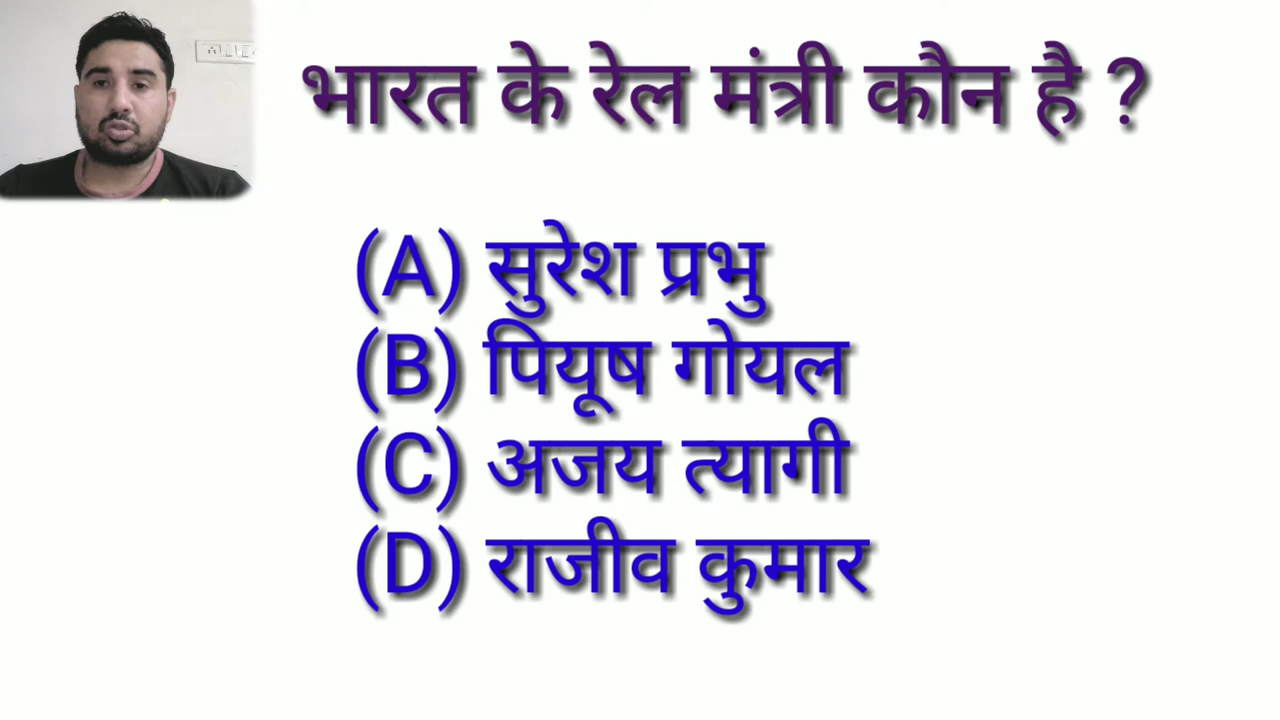 भारत के रेल मंत्री कौन है ?
(A) सुरेश प्रभु
(B) पियूष गोयल
(C) अजय त्यागी
(D) राजीव कुमार